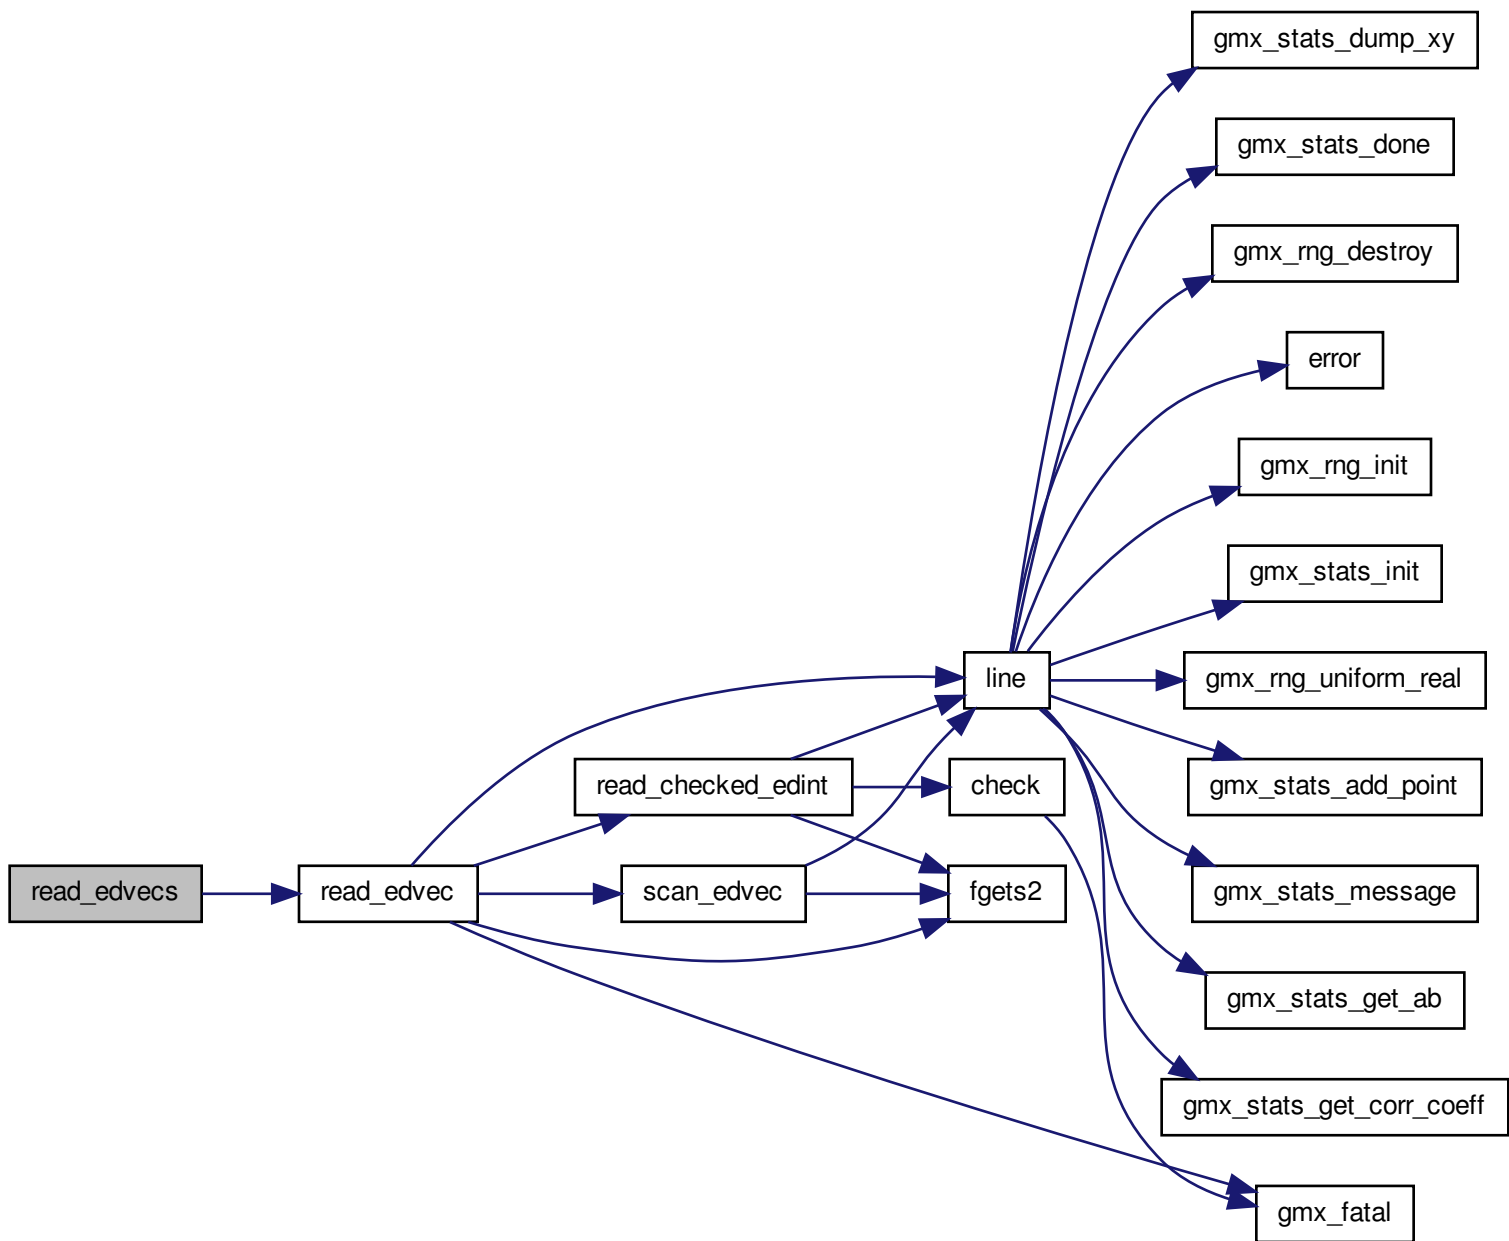 gmx_stats_dump_xy
gmx_stats_done
gmx_rng_destroy
error
gmx_rng_init
gmx_stats_init
line
gmx_rng_uniform_real
read_checked_edint
check
gmx_stats_add_point
read_edvecs
read_edvec
scan_edvec
fgets2
gmx_stats_message
gmx_stats_get_ab
gmx_stats_get_corr_coeff
gmx_fatal